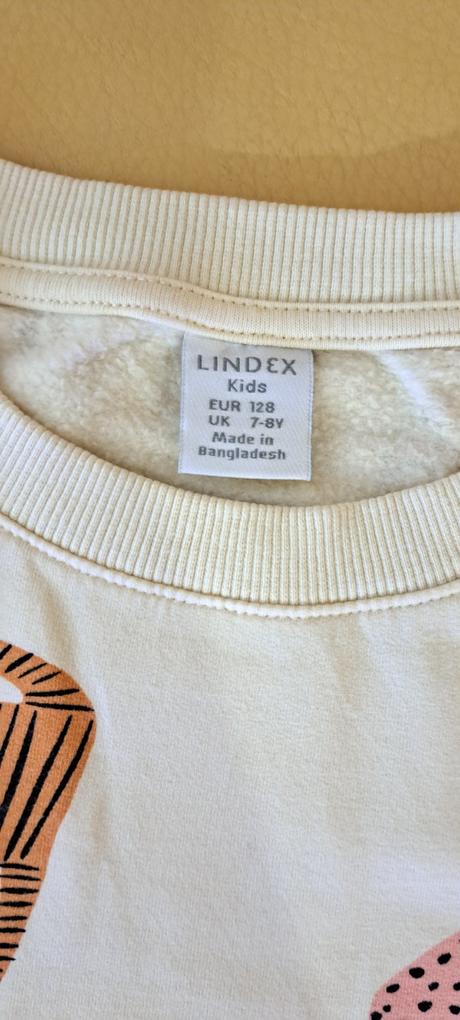 LINDEX
Kids
EUR 128
UK 7-8Y
Made in
Bangladesh